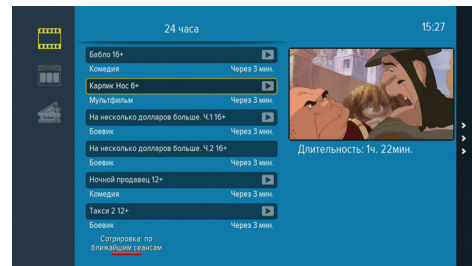 24 часа
15:27
Бабло 16+
Комедия Через 3 мин.
Карлик Нос 6+
Мультфильм Через 3 мин.
На несколько долларов больше. Ч.1 16+
Боевик Через 3 мин.
На несколько долларов больше. Ч.2 16+
Боевик Через 3 мин.
Ночной продавец 12+
Комедия Через 3 мин.
Такси 2 12+
Боевик Через 3 мин.
Длительность: 1ч. 22мин.
Сотрировка: по
ближайшим сеансам